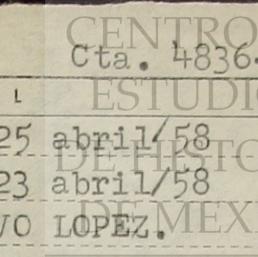 CENTRO
Cta. 4836.
L
ESTUDIO
25 abril/58
DE HISTO
23 abril/58
DE MEXI
VO LOPEZ.